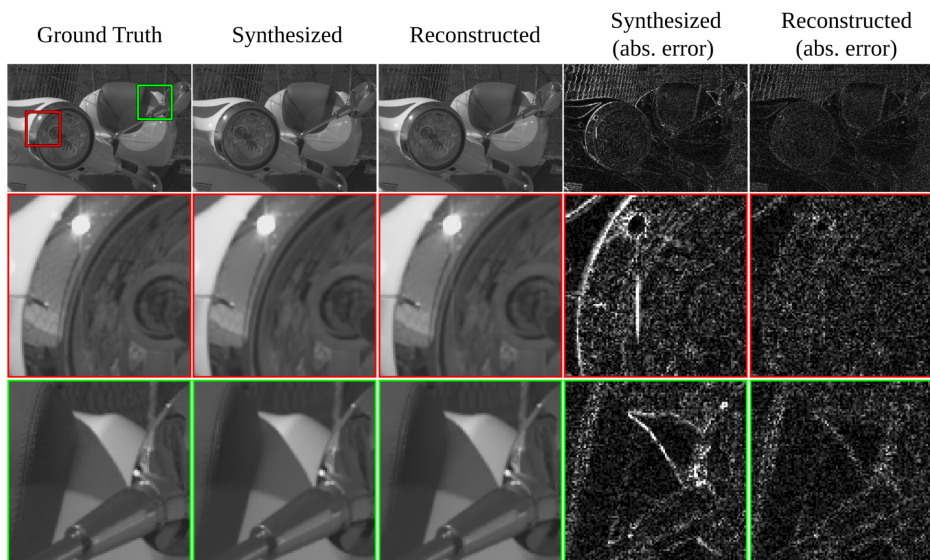 Ground Truth
Synthesized
Reconstructed
Synthesized
(abs. error)
Reconstructed
(abs. error)